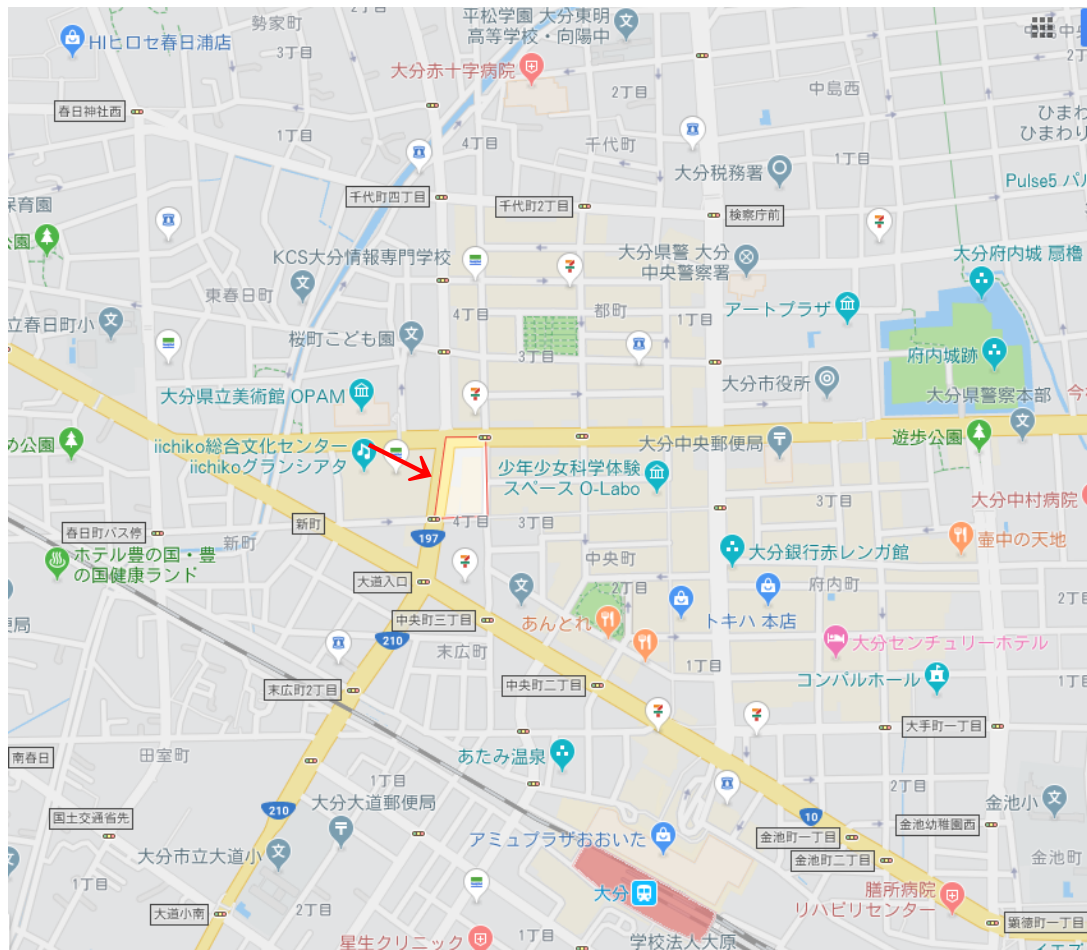 勢家町
平松学園 大分東明
高等学校・向陽中
HIヒロセ春日浦店
3丁目
大分赤十字病院
2丁目
中島西
春日神社西
ひまわ
ひまわり
1丁目
4丁目
千代町
1丁目
大分税務署
Pulse5 パル
千代町四丁目
千代町2丁目
検察庁前
保育園
公園
KCS大分情報専門学校
大分県警 大分
中央警察署
大分府内城 扇櫓
東春日町
都町
アートプラザ
立春日町小
4丁目
1丁目
桜町こども園
3丁目
府内城跡
大分県立美術館 OPAM
大分市役所
大分県警察本部
め公園
iichiko総合文化センター
iichikoグランシアタ
大分中央郵便局
遊歩公園
少年少女科学体験
スペース O-Labo
3丁目
大分中村病院
新町
4丁目
3丁目
春日町バス停
新町
197
壷中の天地
ホテル豊の国・豊
の国健康ランド
中央町
大分銀行赤レンガ館
大道入口
2丁目
府内町
便局
中央町三丁目
あんとれ
トキハ 本店
210
末広町
大分センチュリーホテル
1丁目
末広町2丁目
中央町二丁目
コンパルホール
1丁目
大手町一丁目
南春日
田室町
あたみ温泉
1丁目
2丁目
210
大分大道郵便局
金池小
国土交通省先
10
金池幼稚園西
アミュプラザおおいた
金池町一丁目
大分市立大道小
金池町二丁目
金池町
1丁目
大分
膳所病院
リハビリセンター
大道小南
2丁目
顕徳町一丁目
星生クリニック
1丁目
学校法人大原